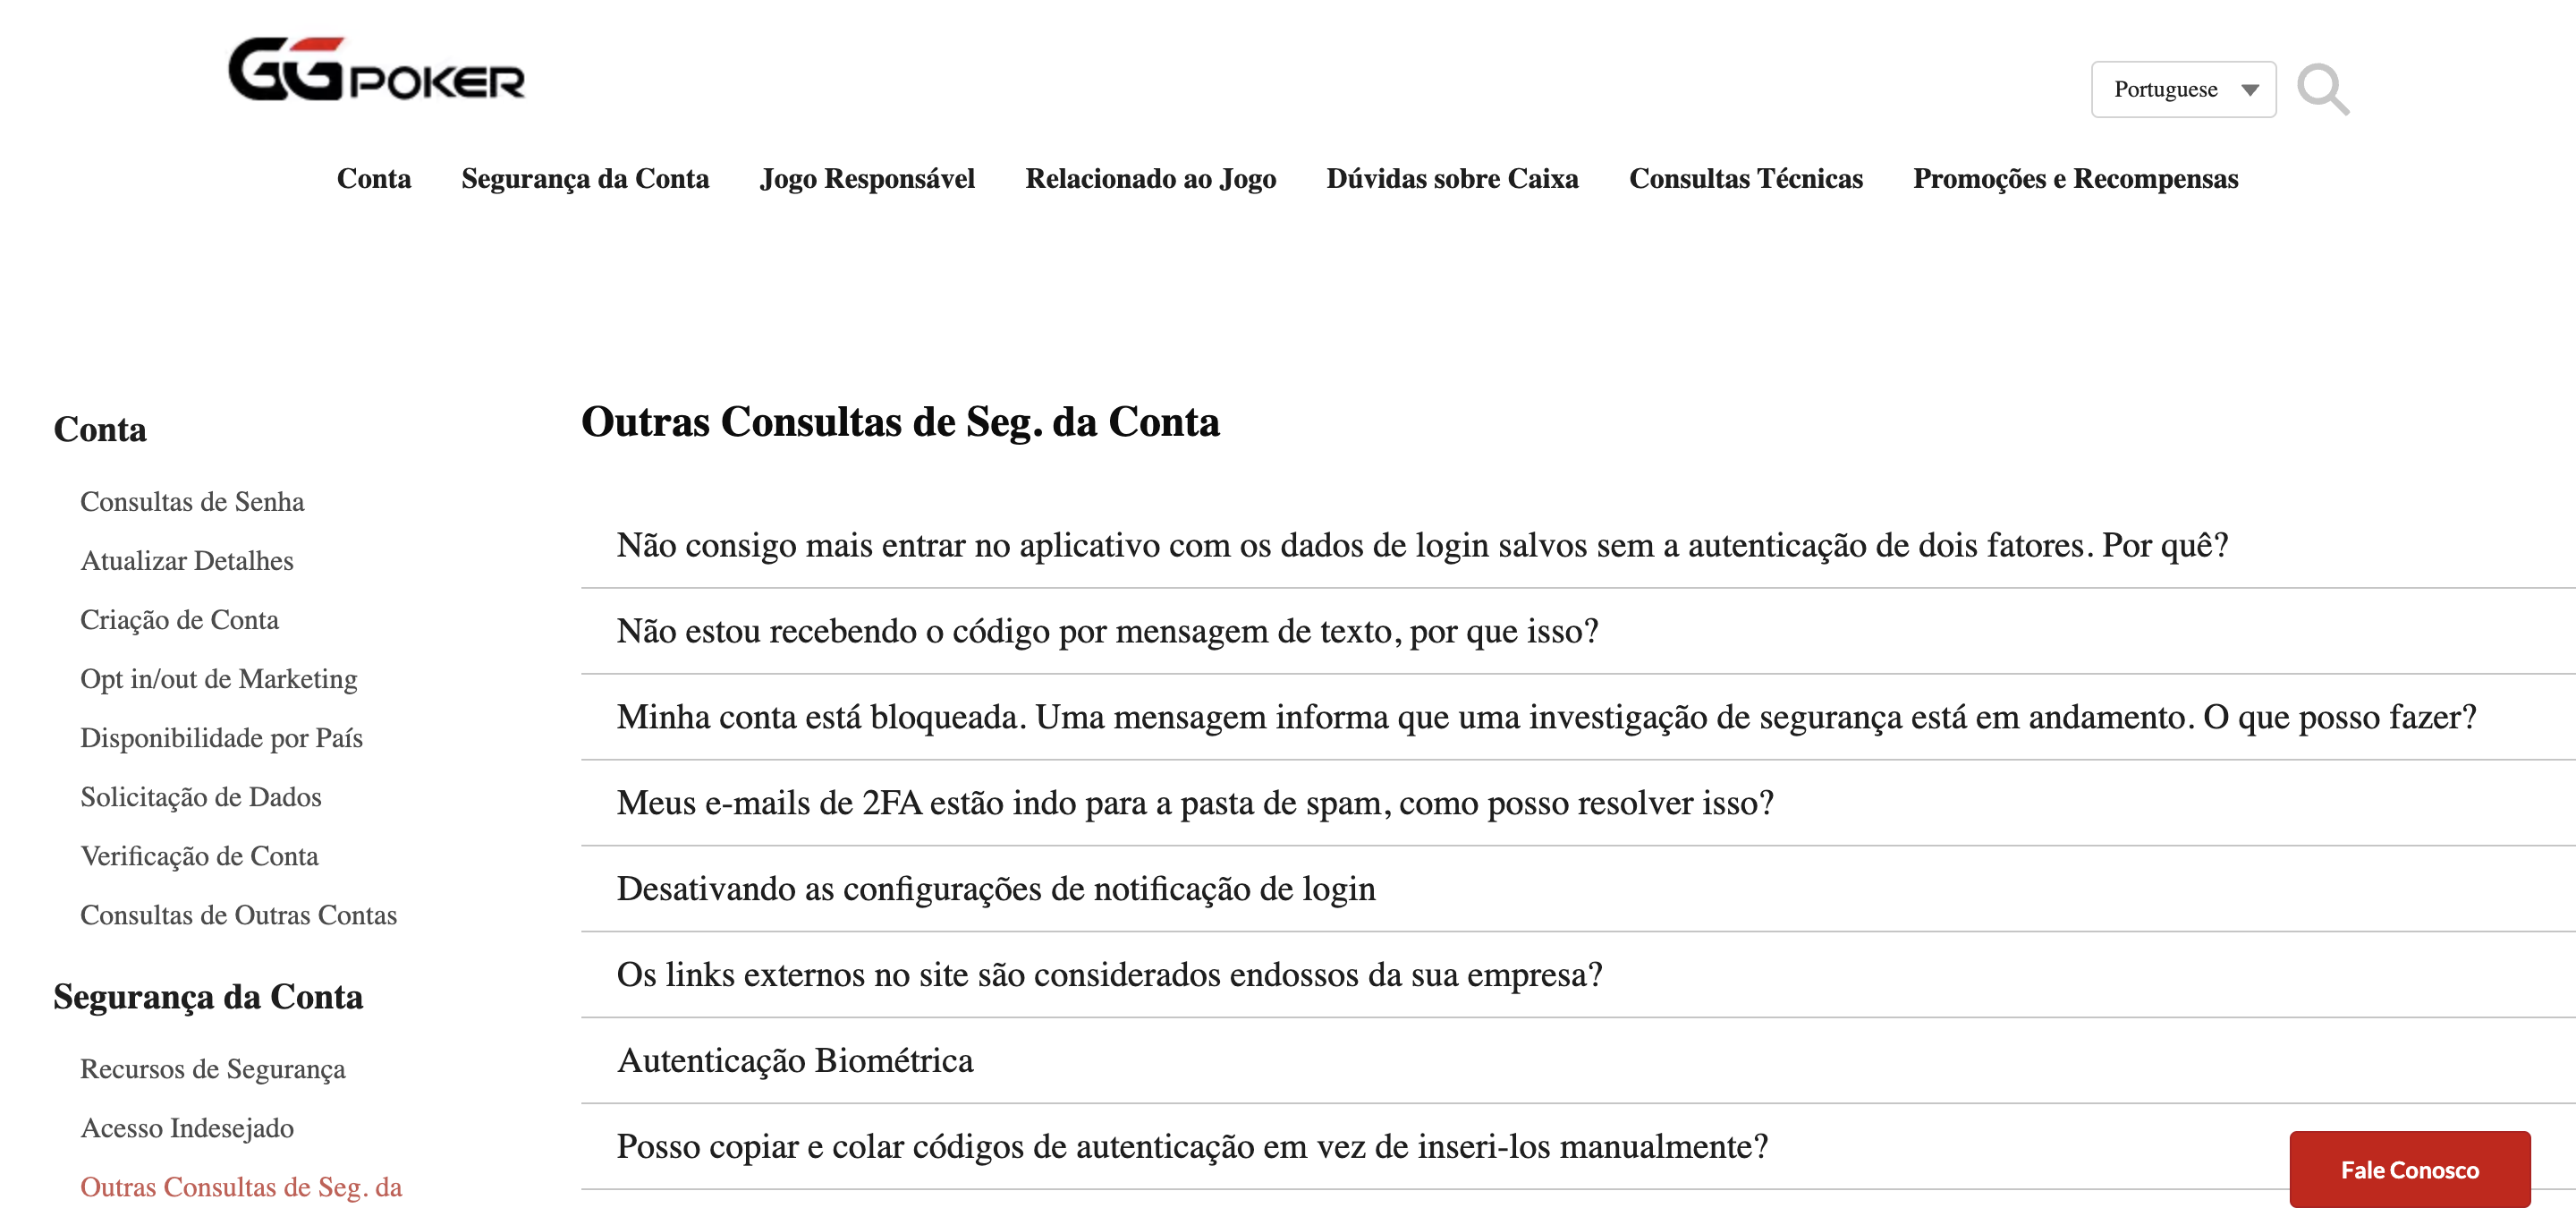 GGPOKER
Portuguese
Conta Segurança da Conta Jogo Responsável Relacionado ao Jogo Dúvidas sobre Caixa Consultas Técnicas Promoções e Recompensas
Conta
Consultas de Senha
Atualizar Detalhes
Criação de Conta
Opt in/out de Marketing
Disponibilidade por País
Solicitação de Dados
Verificação de Conta
Consultas de Outras Contas
Segurança da Conta
Recursos de Segurança
Acesso Indesejado
Outras Consultas de Seg. da
Outras Consultas de Seg. da Conta
Não consigo mais entrar no aplicativo com os dados de login salvos sem a autenticação de dois fatores. Por quê?
Não estou recebendo o código por mensagem de texto, por que isso?
Minha conta está bloqueada. Uma mensagem informa que uma investigação de segurança está em andamento. O que posso fazer?
Meus e-mails de 2FA estão indo para a pasta de spam, como posso resolver isso?
Desativando as configurações de notificação de login
Os links externos no site são considerados endossos da sua empresa?
Autenticação Biométrica
Posso copiar e colar códigos de autenticação em vez de inseri-los manualmente?
Fale Conosco